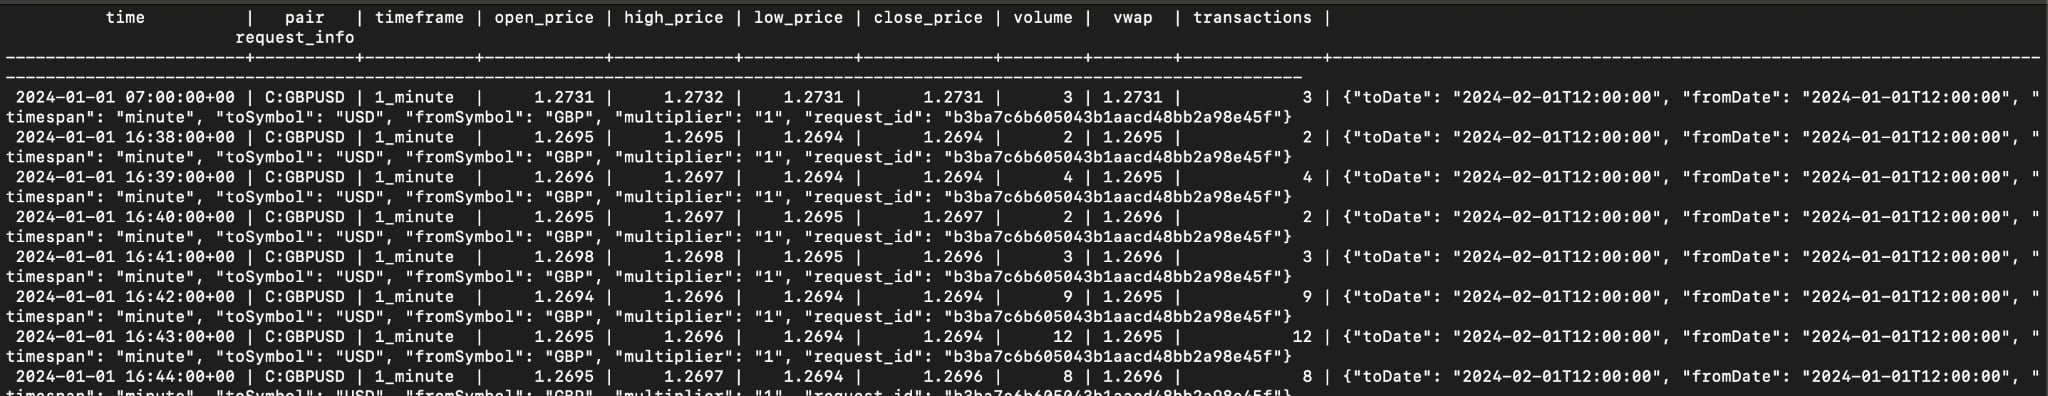 time | pair | timeframe | open_price | high_price | low_price | close_price | volume | vwap | transactions |
request_info
------------------------+----------+-----------+------------+------------+-----------+-------------+--------+--------+--------------+------------------------------------------------------------------------
----------------------------------------------------------------------------------------------------------------------------------
2024-01-01 07:00:00+00 | C:GBPUSD | 1_minute | 1.2731 | 1.2732 | 1.2731 | 1.2731 | 3 | 1.2731 | 3 | {"toDate": "2024-02-01T12:00:00", "fromDate": "2024-01-01T12:00:00", "
timespan": "minute", "toSymbol": "USD", "fromSymbol": "GBP", "multiplier": "1", "request_id": "b3ba7c6b605043b1aacd48bb2a98e45f"}
2024-01-01 16:38:00+00 | C:GBPUSD | 1_minute | 1.2695 | 1.2695 | 1.2694 | 1.2694 | 2 | 1.2695 | 2 | {"toDate": "2024-02-01T12:00:00", "fromDate": "2024-01-01T12:00:00", "
timespan": "minute", "toSymbol": "USD", "fromSymbol": "GBP", "multiplier": "1", "request_id": "b3ba7c6b605043b1aacd48bb2a98e45f"}
2024-01-01 16:39:00+00 | C:GBPUSD | 1_minute | 1.2696 | 1.2697 | 1.2694 | 1.2694 | 4 | 1.2695 | 4 | {"toDate": "2024-02-01T12:00:00", "fromDate": "2024-01-01T12:00:00", "
timespan": "minute", "toSymbol": "USD", "fromSymbol": "GBP", "multiplier": "1", "request_id": "b3ba7c6b605043b1aacd48bb2a98e45f"}
2024-01-01 16:40:00+00 | C:GBPUSD | 1_minute | 1.2695 | 1.2697 | 1.2695 | 1.2697 | 2 | 1.2696 | 2 | {"toDate": "2024-02-01T12:00:00", "fromDate": "2024-01-01T12:00:00", "
timespan": "minute", "toSymbol": "USD", "fromSymbol": "GBP", "multiplier": "1", "request_id": "b3ba7c6b605043b1aacd48bb2a98e45f"}
2024-01-01 16:41:00+00 | C:GBPUSD | 1_minute | 1.2698 | 1.2698 | 1.2695 | 1.2696 | 3 | 1.2696 | 3 | {"toDate": "2024-02-01T12:00:00", "fromDate": "2024-01-01T12:00:00", "
timespan": "minute", "toSymbol": "USD", "fromSymbol": "GBP", "multiplier": "1", "request_id": "b3ba7c6b605043b1aacd48bb2a98e45f"}
2024-01-01 16:42:00+00 | C:GBPUSD | 1_minute | 1.2694 | 1.2696 | 1.2694 | 1.2694 | 9 | 1.2695 | 9 | {"toDate": "2024-02-01T12:00:00", "fromDate": "2024-01-01T12:00:00", "
timespan": "minute", "toSymbol": "USD", "fromSymbol": "GBP", "multiplier": "1", "request_id": "b3ba7c6b605043b1aacd48bb2a98e45f"}
2024-01-01 16:43:00+00 | C:GBPUSD | 1_minute | 1.2695 | 1.2696 | 1.2694 | 1.2694 | 12 | 1.2695 | 12 | {"toDate": "2024-02-01T12:00:00", "fromDate": "2024-01-01T12:00:00", "
timespan": "minute", "toSymbol": "USD", "fromSymbol": "GBP", "multiplier": "1", "request_id": "b3ba7c6b605043b1aacd48bb2a98e45f"}
2024-01-01 16:44:00+00 | C:GBPUSD | 1_minute | 1.2695 | 1.2697 | 1.2694 | 1.2696 | 8 | 1.2696 | 8 | {"toDate": "2024-02-01T12:00:00", "fromDate": "2024-01-01T12:00:00", "
timespan": "minute", "toSymbol": "USD", "fromSymbol": "GBP", "multiplier": "1", "request_id": "b3ba7c6b605043b1aacd48bb2a98e45f"}